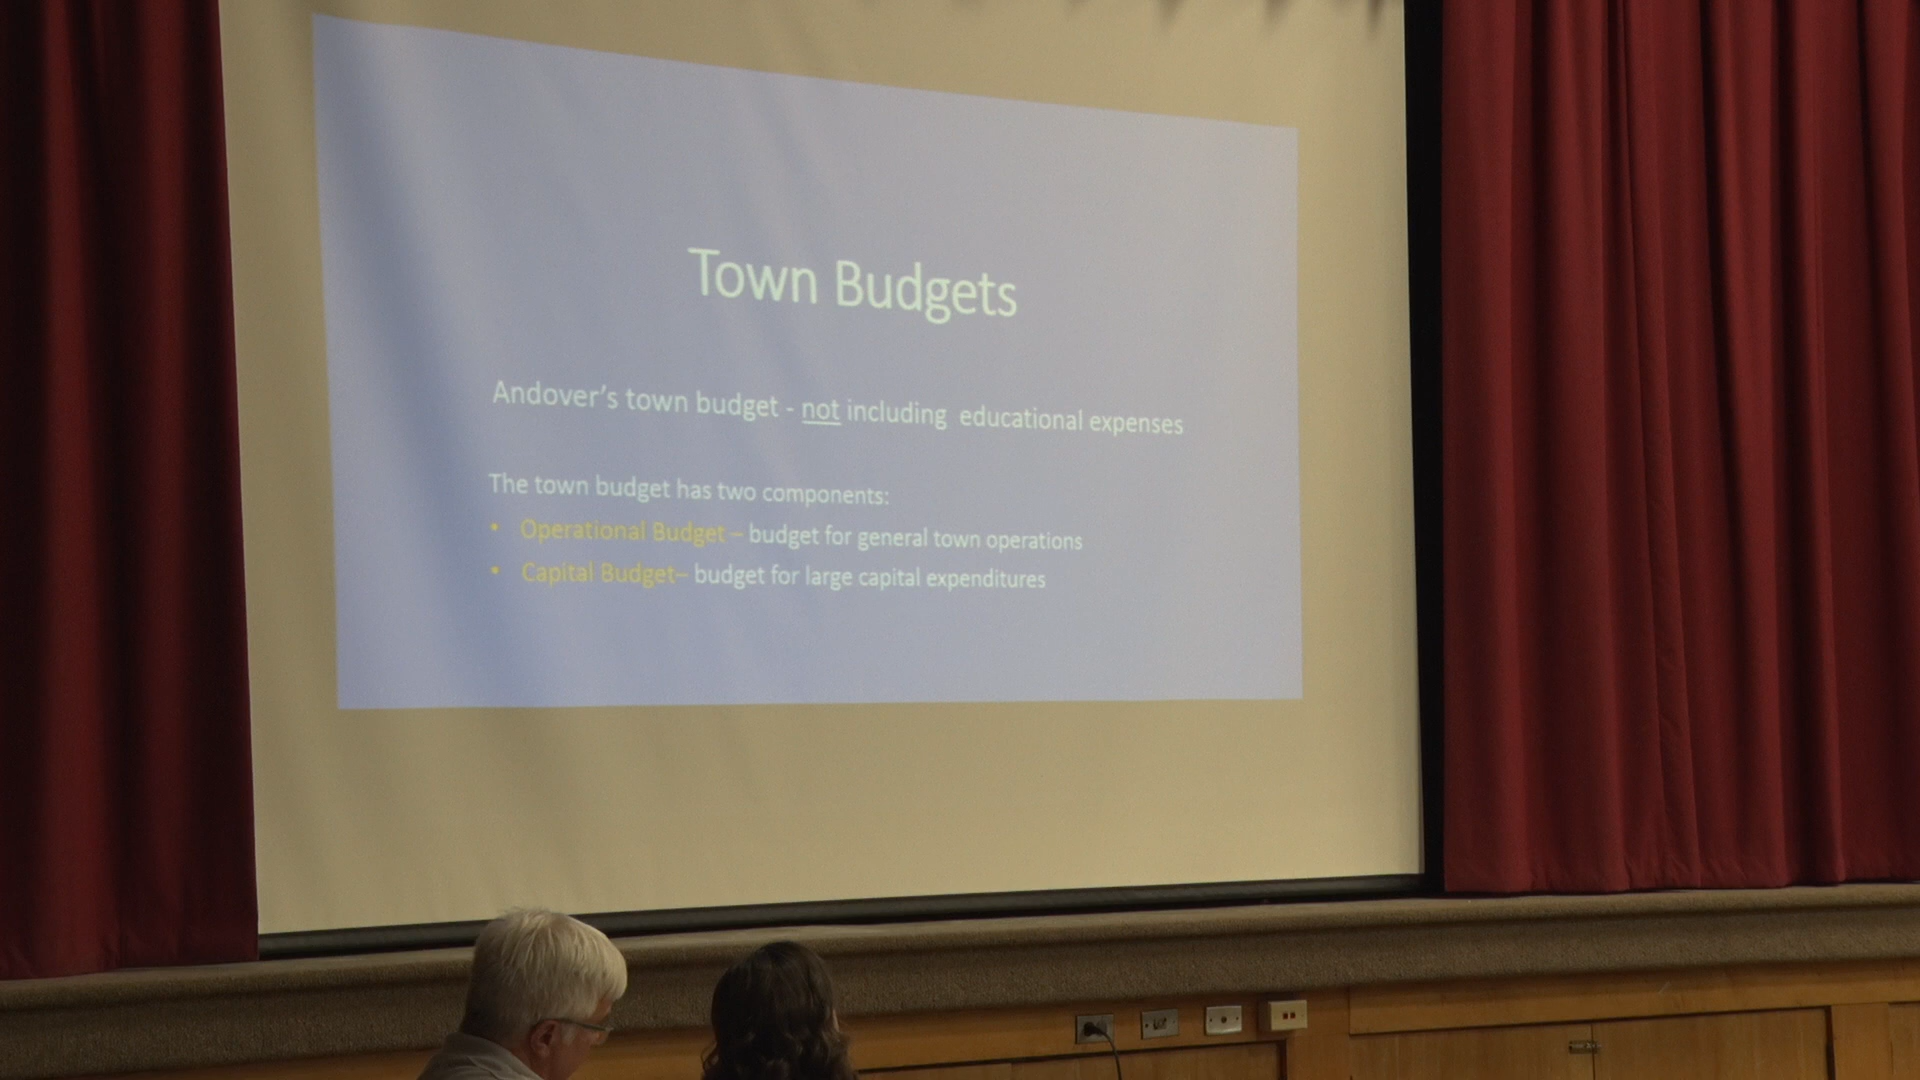 Town Budgets
Andover's town budget - not including  educational expenses
The town budget has two components:
• Operational Budget – budget for general town operations
• Capital Budget– budget for large capital expenditures